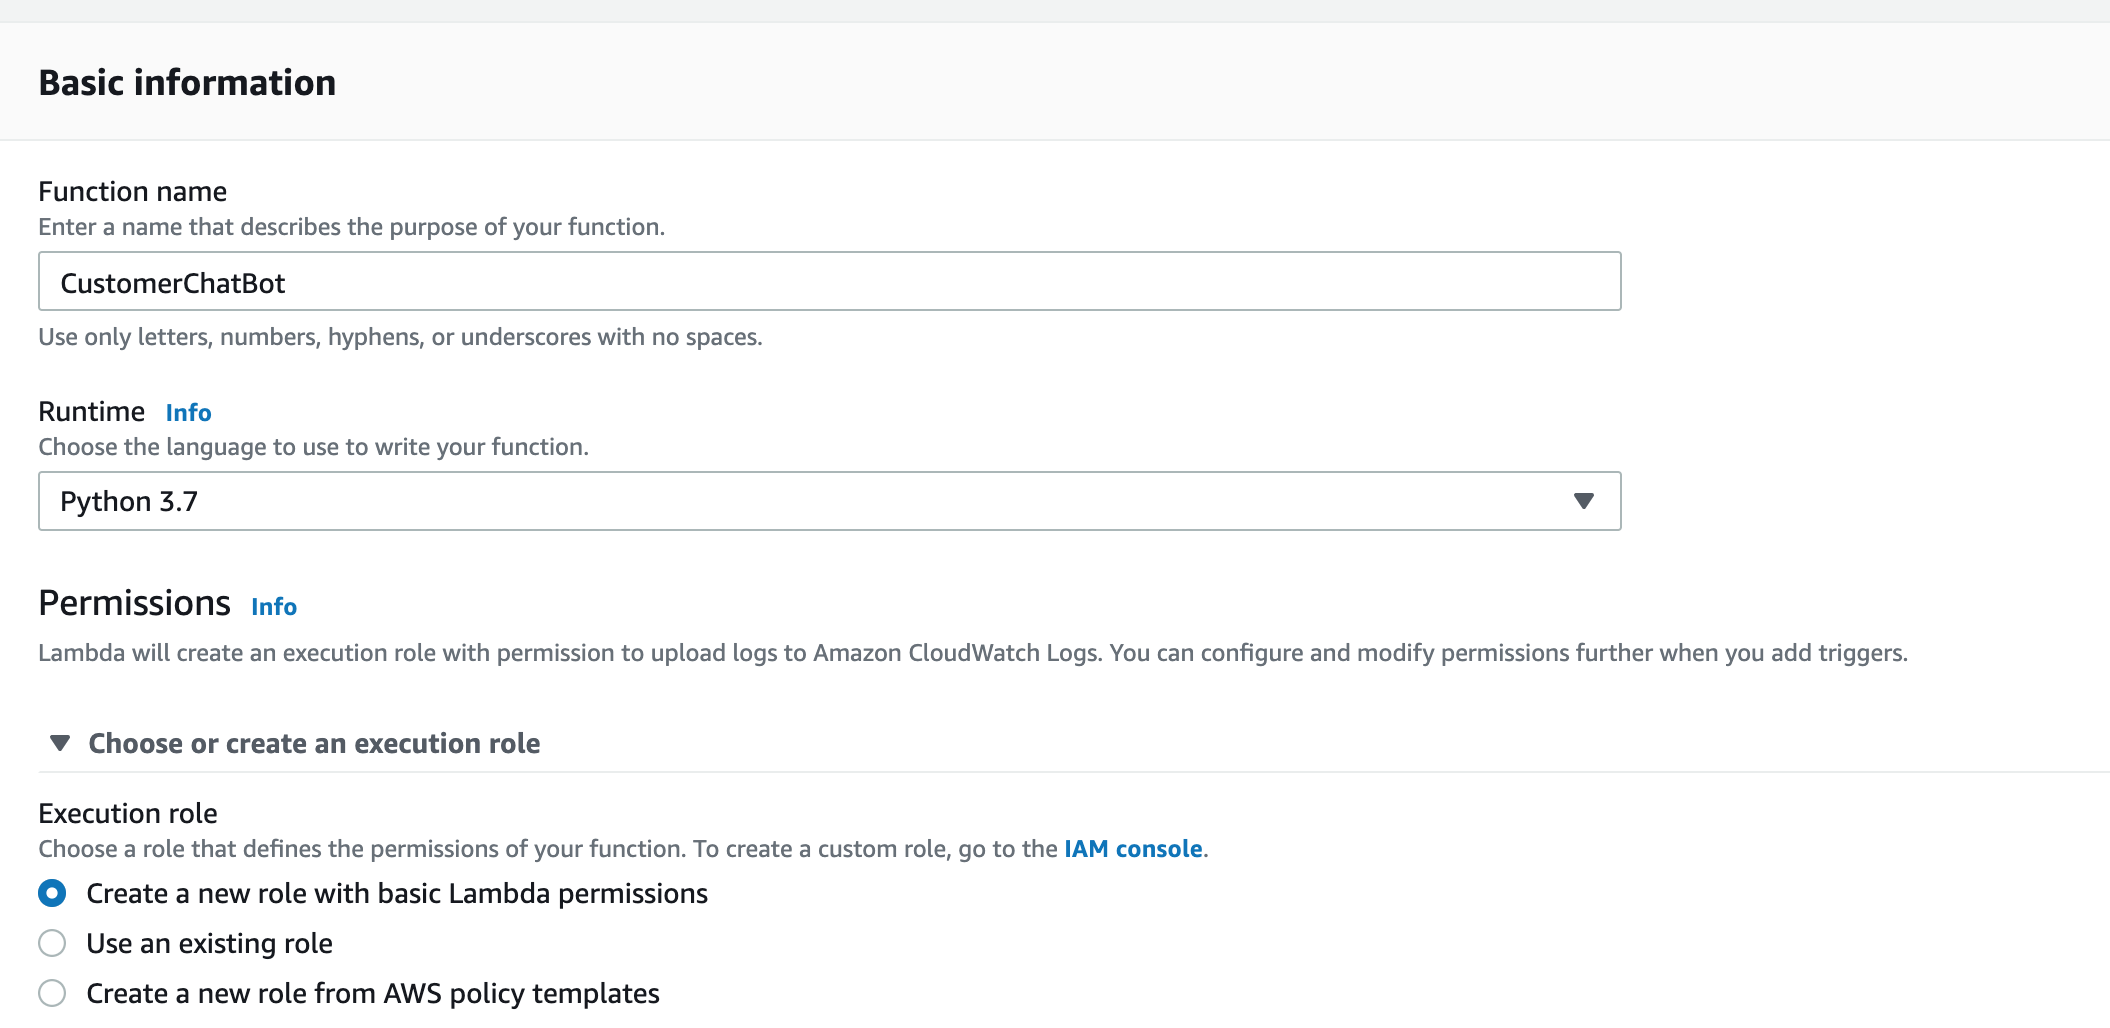 Basic information
Function name
Enter a name that describes the purpose of your function.
CustomerChatBot
Use only letters, numbers, hyphens, or underscores with no spaces.
Runtime Info
Choose the language to use to write your function.
Python 3.7
Permissions Info
Lambda will create an execution role with permission to upload logs to Amazon CloudWatch Logs. You can configure and modify permissions further when you add triggers.
Choose or create an execution role
Execution role
Choose a role that defines the permissions of your function. To create a custom role, go to the IAM console.
Create a new role with basic Lambda permissions
Use an existing role
Create a new role from AWS policy templates